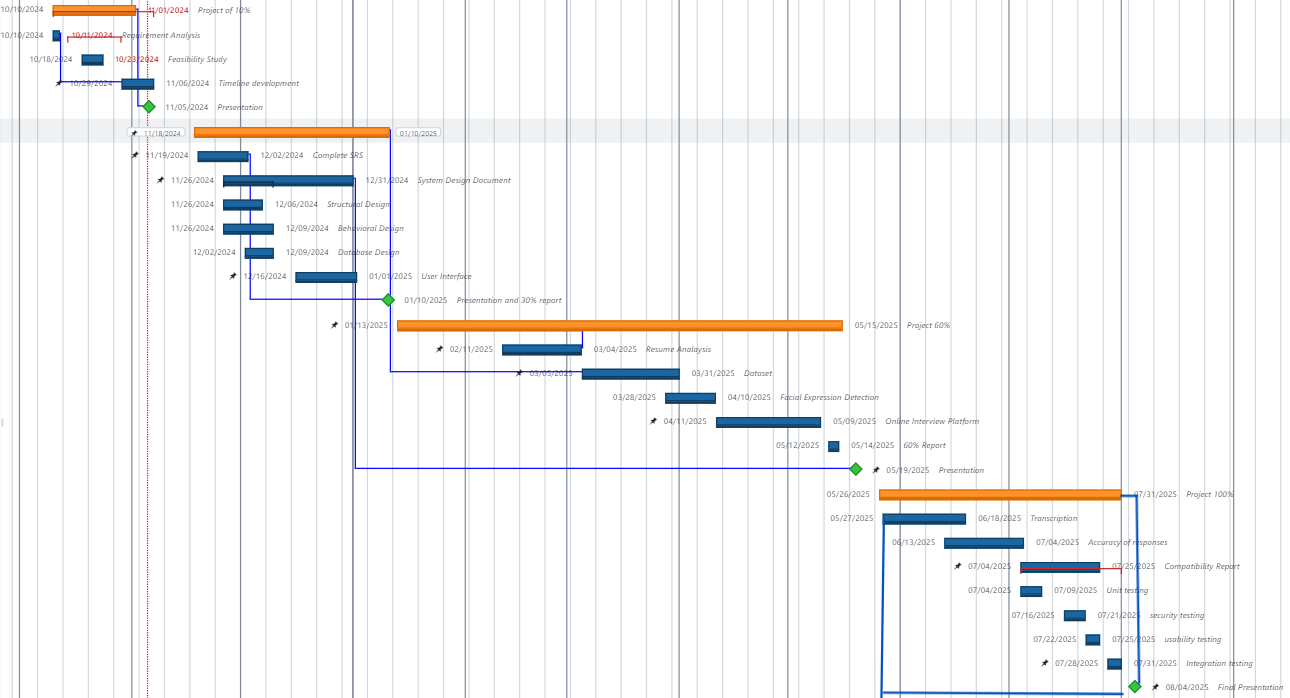 10/10/2024 11/01/2024 Project of 10%
10/10/2024 10/11/2024 Requirement Analysis
10/18/2024 10/23/2024 Feasibility Study
10/29/2024 11/06/2024 Timeline development
11/05/2024 Presentation
11/18/2024 01/10/2025
11/19/2024 12/02/2024 Complete SRS
11/26/2024 12/31/2024 System Design Document
11/26/2024 12/06/2024 Structural Design
11/26/2024 12/09/2024 Behavioral Design
12/02/2024 12/09/2024 Database Design
12/16/2024 01/01/2025 User Interface
01/10/2025 Presentation and 30% report
01/13/2025 05/15/2025 Project 60%
02/11/2025 03/04/2025 Resume Analaysis
03/05/2025 03/31/2025 Dataset
03/28/2025 04/10/2025 Facial Expression Detection
04/11/2025 05/09/2025 Online Interview Platform
05/12/2025 05/14/2025 60% Report
05/19/2025 Presentation
05/26/2025 07/31/2025 Project 100%
05/27/2025 06/18/2025 Transcription
06/13/2025 07/04/2025 Accuracy of responses
07/04/2025 07/25/2025 Compatibility Report
07/04/2025 07/09/2025 Unit testing
07/16/2025 07/21/2025 security testing
07/22/2025 07/25/2025 usability testing
07/28/2025 07/31/2025 Integration testing
08/04/2025 Final Presentation